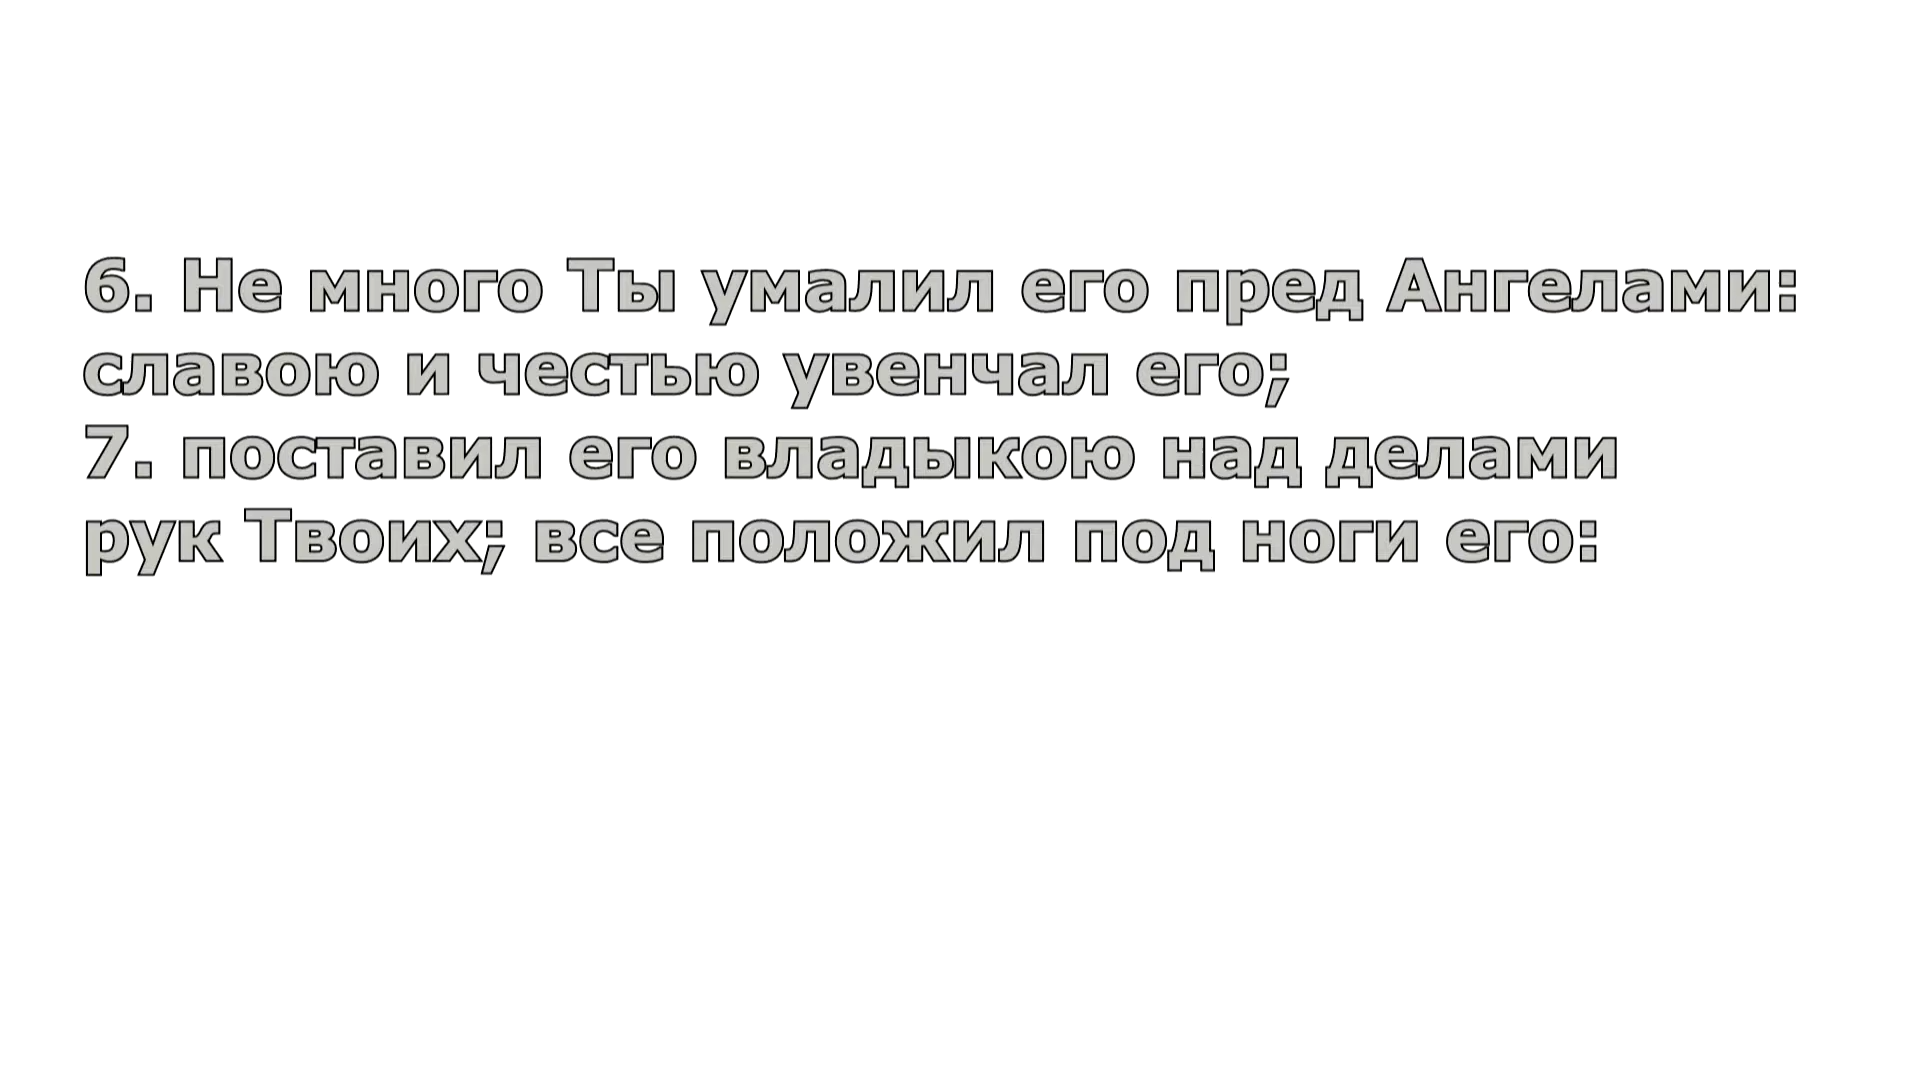 6. Не много Ты умалил его пред Ангелами:
славою и честью увенчал его;
7. поставил его владыкою над делами
рук Твоих; все положил под ноги его: